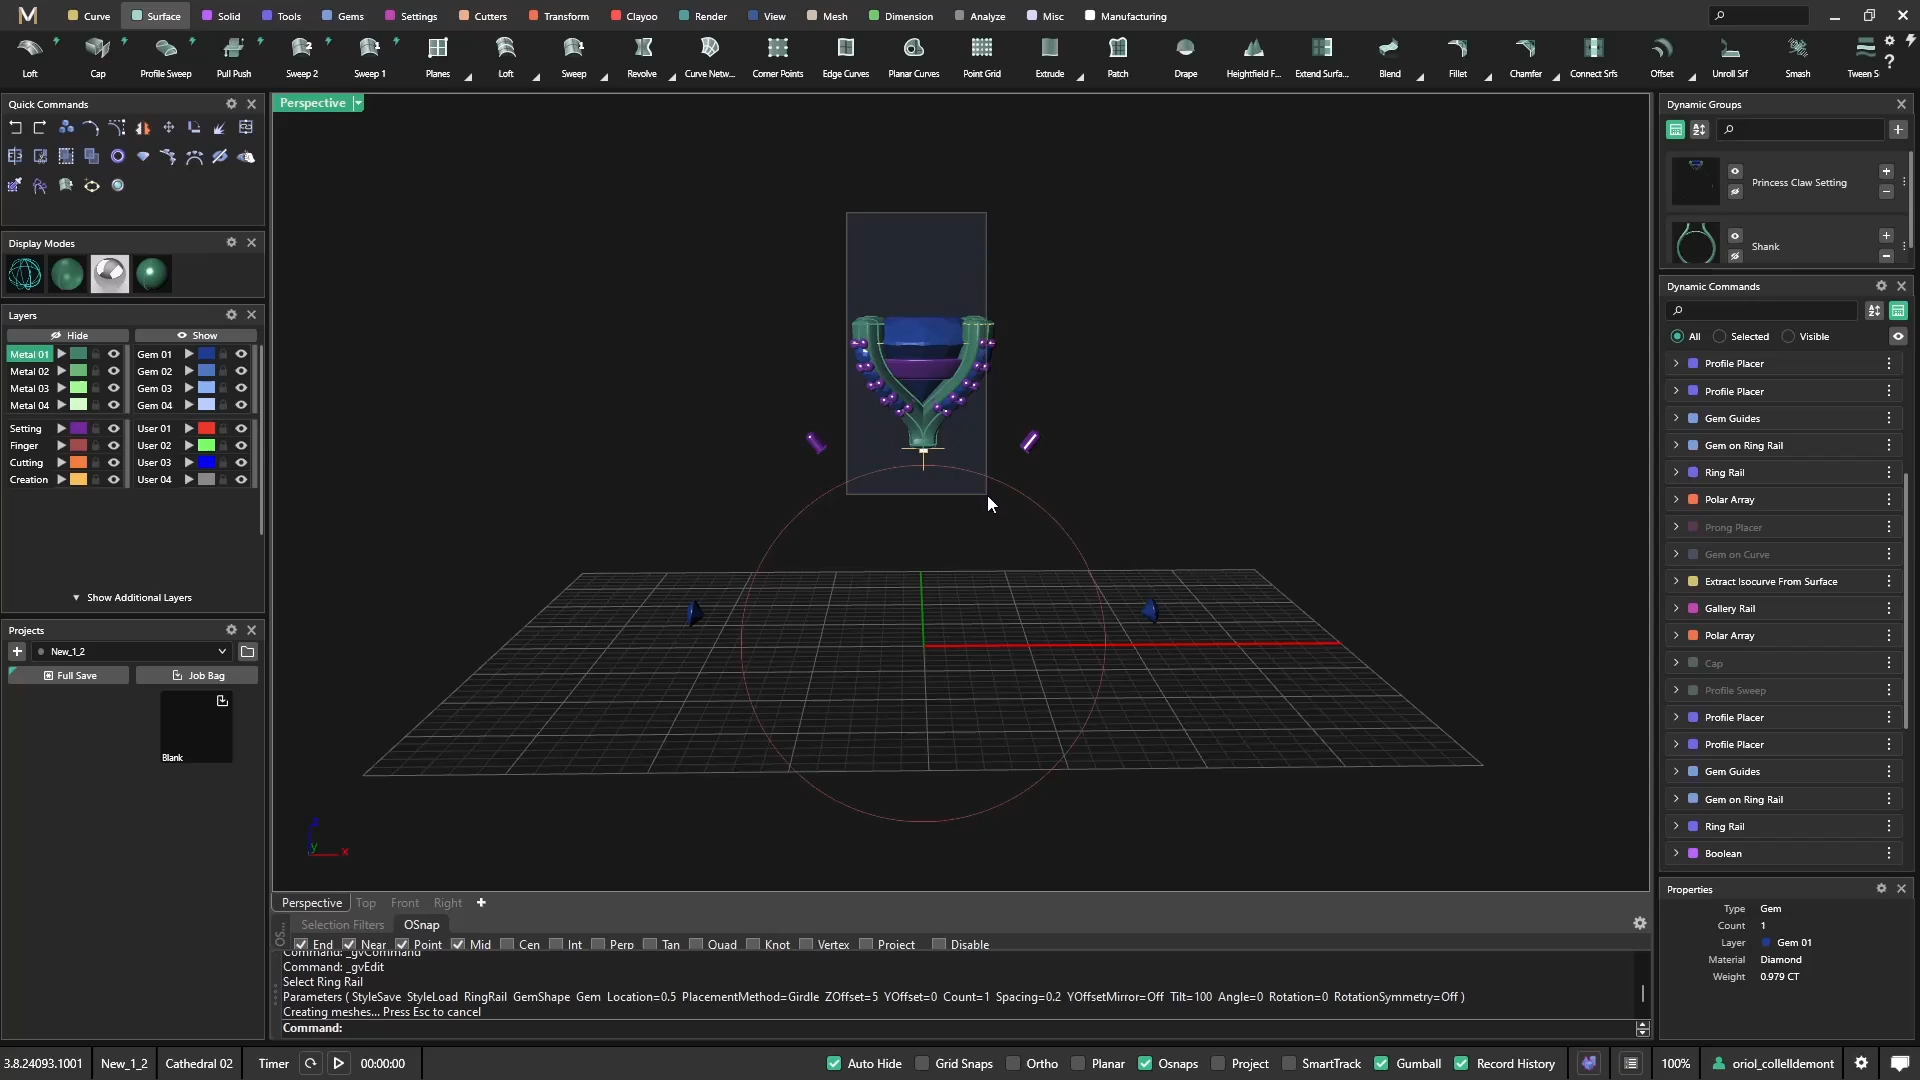 Curve Surface Solid Tools Gems Settings Cutters Transform Clayoo Render View Mesh Dimension Analyze Misc Manufacturing
Loft Cap Profile Sweep Pull Push Sweep 2 Sweep 1 Planes Loft Sweep Revolve Curve Netw... Corner Points Edge Curves Planar Curves Point Grid Extrude Patch Drape Heightfield F... Extend Surfa... Blend Fillet Chamfer Connect Srfs Offset Unroll Srf Smash Tween S
Quick Commands
Display Modes
Layers
Hide Show
Metal 01 Gem 01
Metal 02 Gem 02
Metal 03 Gem 03
Metal 04 Gem 04
Setting User 01
Finger User 02
Cutting User 03
Creation User 04
Show Additional Layers
Projects
New_1_2
Full Save Job Bag
Blank
Perspective
z
y x
Perspective Top Front Right
Selection Filters OSnap
OS...
End Near Point Mid Cen Int Perp Tan Quad Knot Vertex Project Disable
Command: _gvCommand
Command: _gvEdit
Select Ring Rail
Parameters ( StyleSave StyleLoad RingRail GemShape Gem Location=0.5 PlacementMethod=Girdle ZOffset=5 YOffset=0 Count=1 Spacing=0.2 YOffsetMirror=Off Tilt=100 Angle=0 Rotation=0 RotationSymmetry=Off )
Creating meshes... Press Esc to cancel
Command:
Dynamic Groups
Princess Claw Setting
Shank
Dynamic Commands
All Selected Visible
Profile Placer
Profile Placer
Gem Guides
Gem on Ring Rail
Ring Rail
Polar Array
Prong Placer
Gem on Curve
Extract Isocurve From Surface
Gallery Rail
Polar Array
Cap
Profile Sweep
Profile Placer
Profile Placer
Gem Guides
Gem on Ring Rail
Ring Rail
Boolean
Properties
Type Gem
Count 1
Layer Gem 01
Material Diamond
Weight 0.979 CT
3.8.24093.1001 New_1_2 Cathedral 02 Timer 00:00:00 Auto Hide Grid Snaps Ortho Planar Osnaps Project SmartTrack Gumball Record History 100% oriol_collelldemont